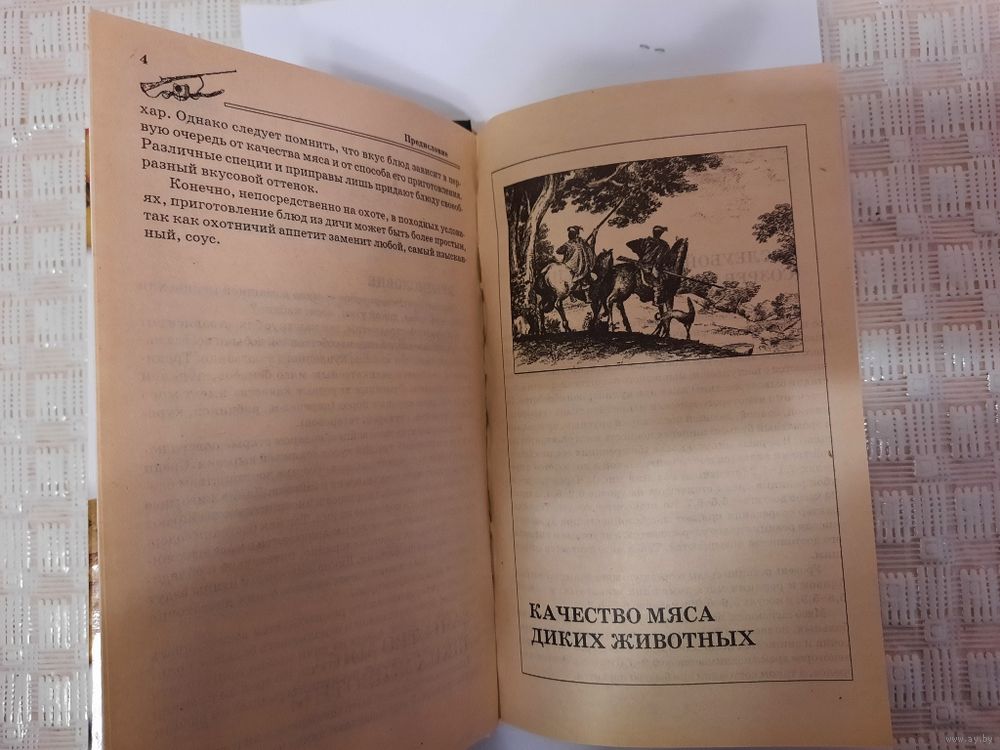 4
Предисловие
хар. Однако следует помнить, что вкус блюд зависит в пер-
вую очередь от качества мяса и от способа его приготовления.
Различные специи и приправы лишь придают блюду своеоб-
разный вкусовой оттенок.
Конечно, непосредственно на охоте, в походных услови-
ях, приготовление блюд из дичи может быть более простым,
так как охотничий аппетит заменит любой, самый изыскан-
ный, соус.
КАЧЕСТВО МЯСА
ДИКИХ ЖИВОТНЫХ
www.ay.by